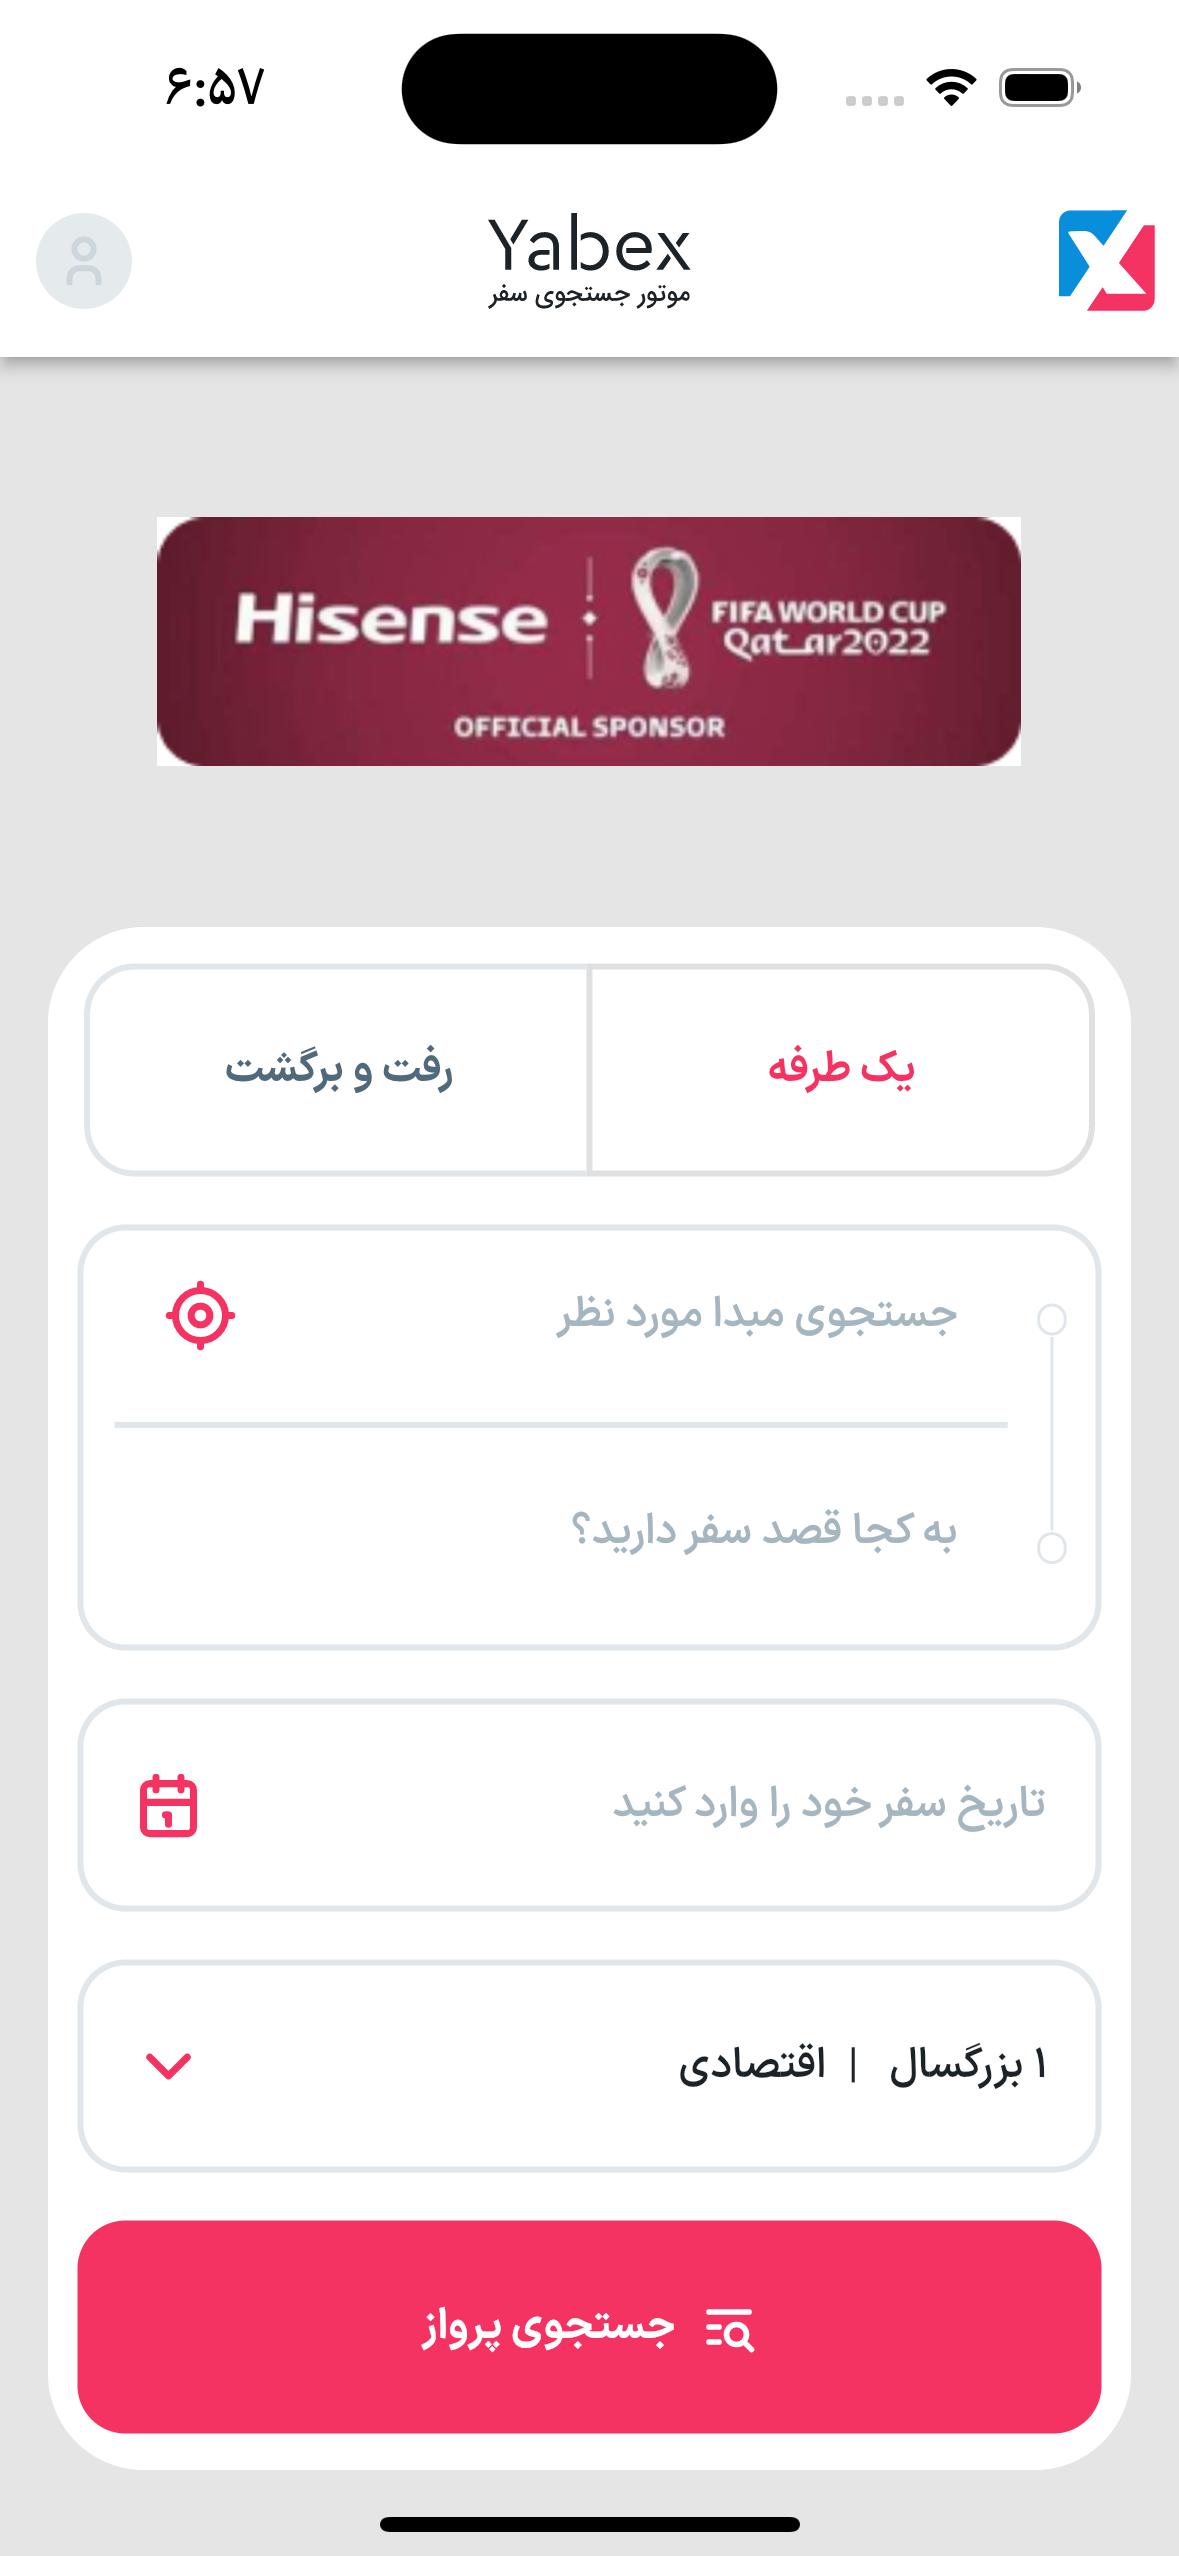 ۶:۵۷
Yabex
موتور جستجوی سفر
Hisense
FIFA WORLD CUP
Qatar2022
OFFICIAL SPONSOR
یک طرفه
رفت و برگشت
جستجوی مبدا مورد نظر
به کجا قصد سفر دارید؟
تاریخ سفر خود را وارد کنید
۱ بزرگسال | اقتصادی
جستجوی پرواز